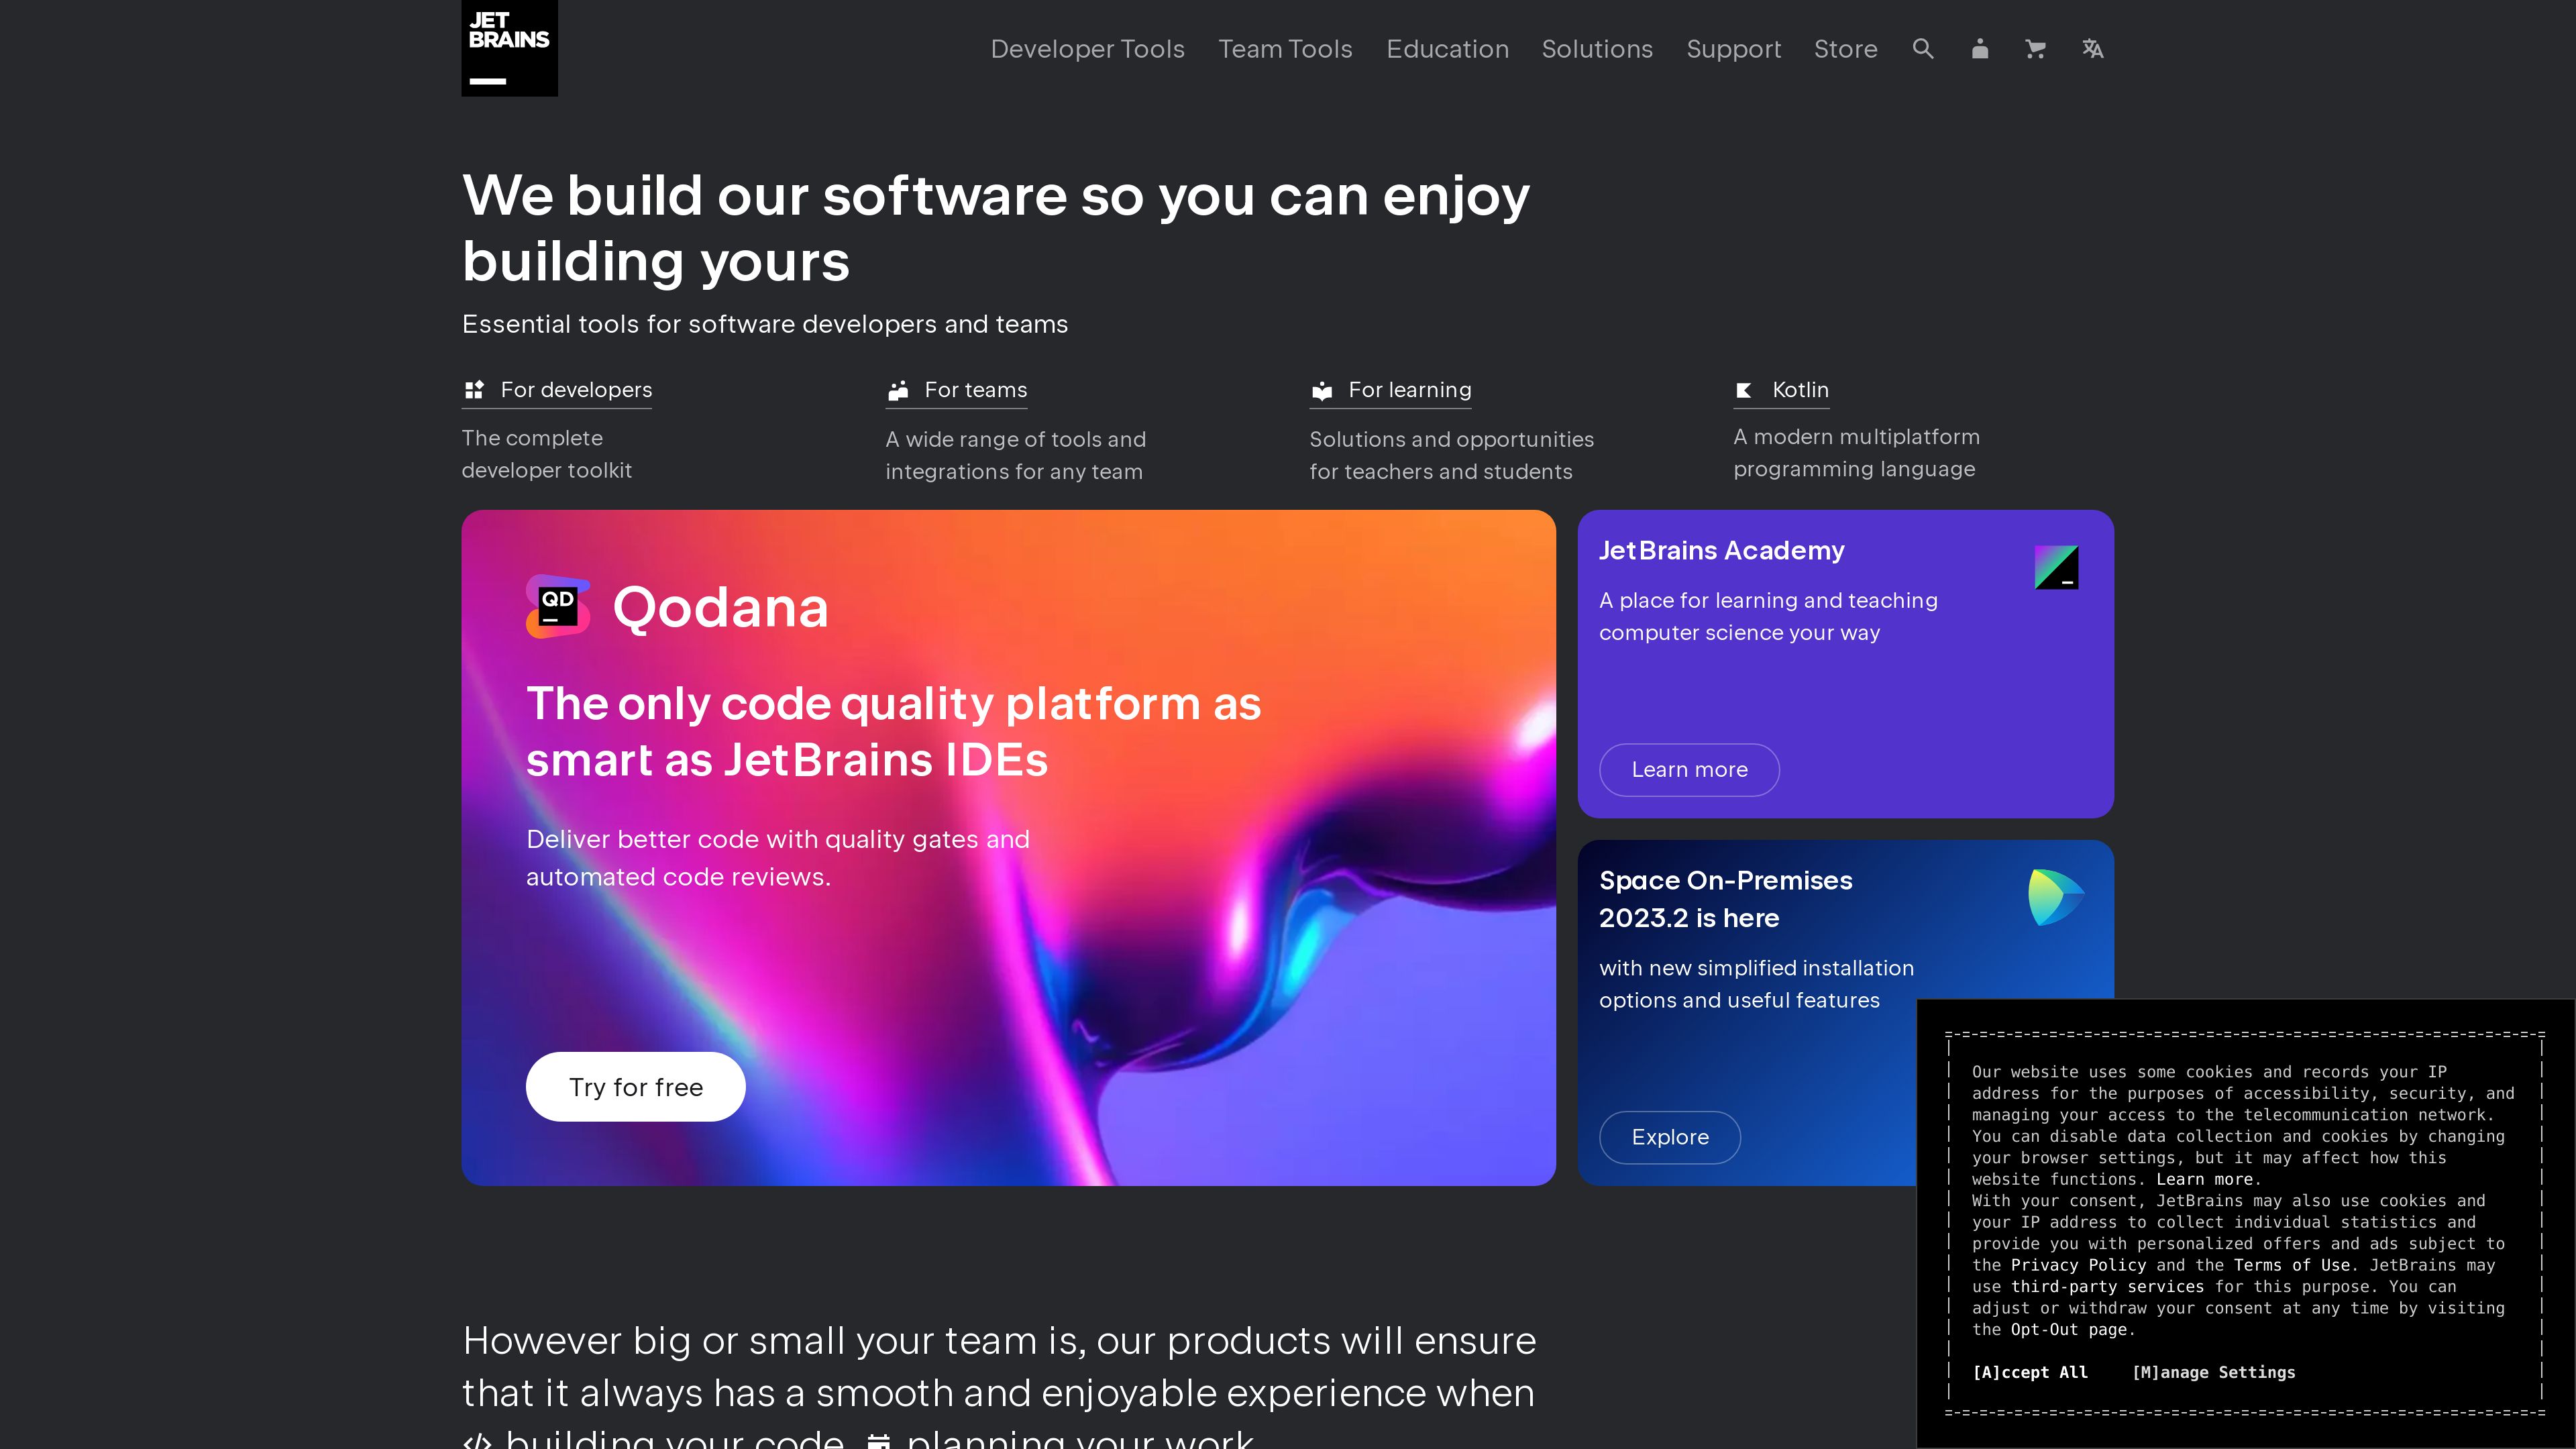 JET
BRAINS
Developer Tools
Team Tools
Education
Solutions
Support
Store
We build our software so you can enjoy
building yours
Essential tools for software developers and teams
For developers
The complete
developer toolkit
For teams
A wide range of tools and
integrations for any team
For learning
Solutions and opportunities
for teachers and students
Kotlin
A modern multiplatform
programming language
QD
Qodana
The only code quality platform as
smart as JetBrains IDEs
Deliver better code with quality gates and
automated code reviews.
Try for free
JetBrains Academy
A place for learning and teaching
computer science your way
Learn more
Space On-Premises
2023.2 is here
with new simplified installation
options and useful features
Explore
Our website uses some cookies and records your IP
address for the purposes of accessibility, security, and
managing your access to the telecommunication network.
You can disable data collection and cookies by changing
your browser settings, but it may affect how this
website functions. Learn more.
With your consent, JetBrains may also use cookies and
your IP address to collect individual statistics and
provide you with personalized offers and ads subject to
the Privacy Policy and the Terms of Use. JetBrains may
use third-party services for this purpose. You can
adjust or withdraw your consent at any time by visiting
the Opt-Out page.
[A]ccept All [M]anage Settings
However big or small your team is, our products will ensure
that it always has a smooth and enjoyable experience when
building your code, planning your work